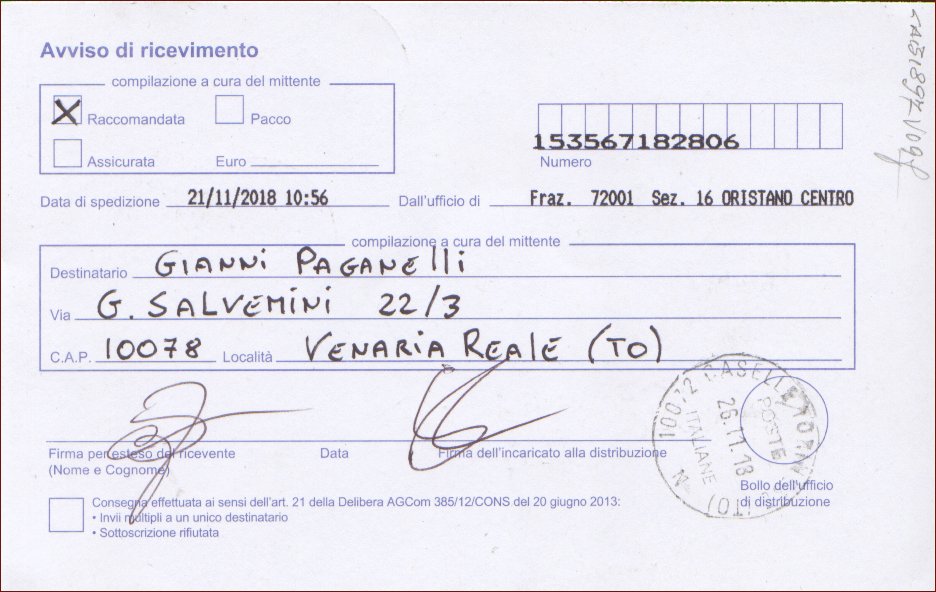 Avviso di ricevimento
compilazione a cura del mittente
X Raccomandata Pacco
Assicurata Euro
153567182806
Numero
Data di spedizione 21/11/2018 10:56 Dall'ufficio di Fraz. 72001 Sez. 16 ORISTANO CENTRO
compilazione a cura del mittente
Destinatario GIANNI PAGANELLI
Via G. SALVEMINI 22/3
C.A.P. 10078 Località VENARIA REALE (TO)
Firma per esteso del ricevente Data Firma dell'incaricato alla distribuzione
(Nome e Cognome)
10072 CASELLE TORIN
26.11.18
POSTE
ITALIANE
(TO)
Bollo dell'ufficio
di distribuzione
Consegna effettuata ai sensi dell'art. 21 della Delibera AGCom 385/12/CONS del 20 giugno 2013:
• Invii multipli a un unico destinatario
• Sottoscrizione rifiutata